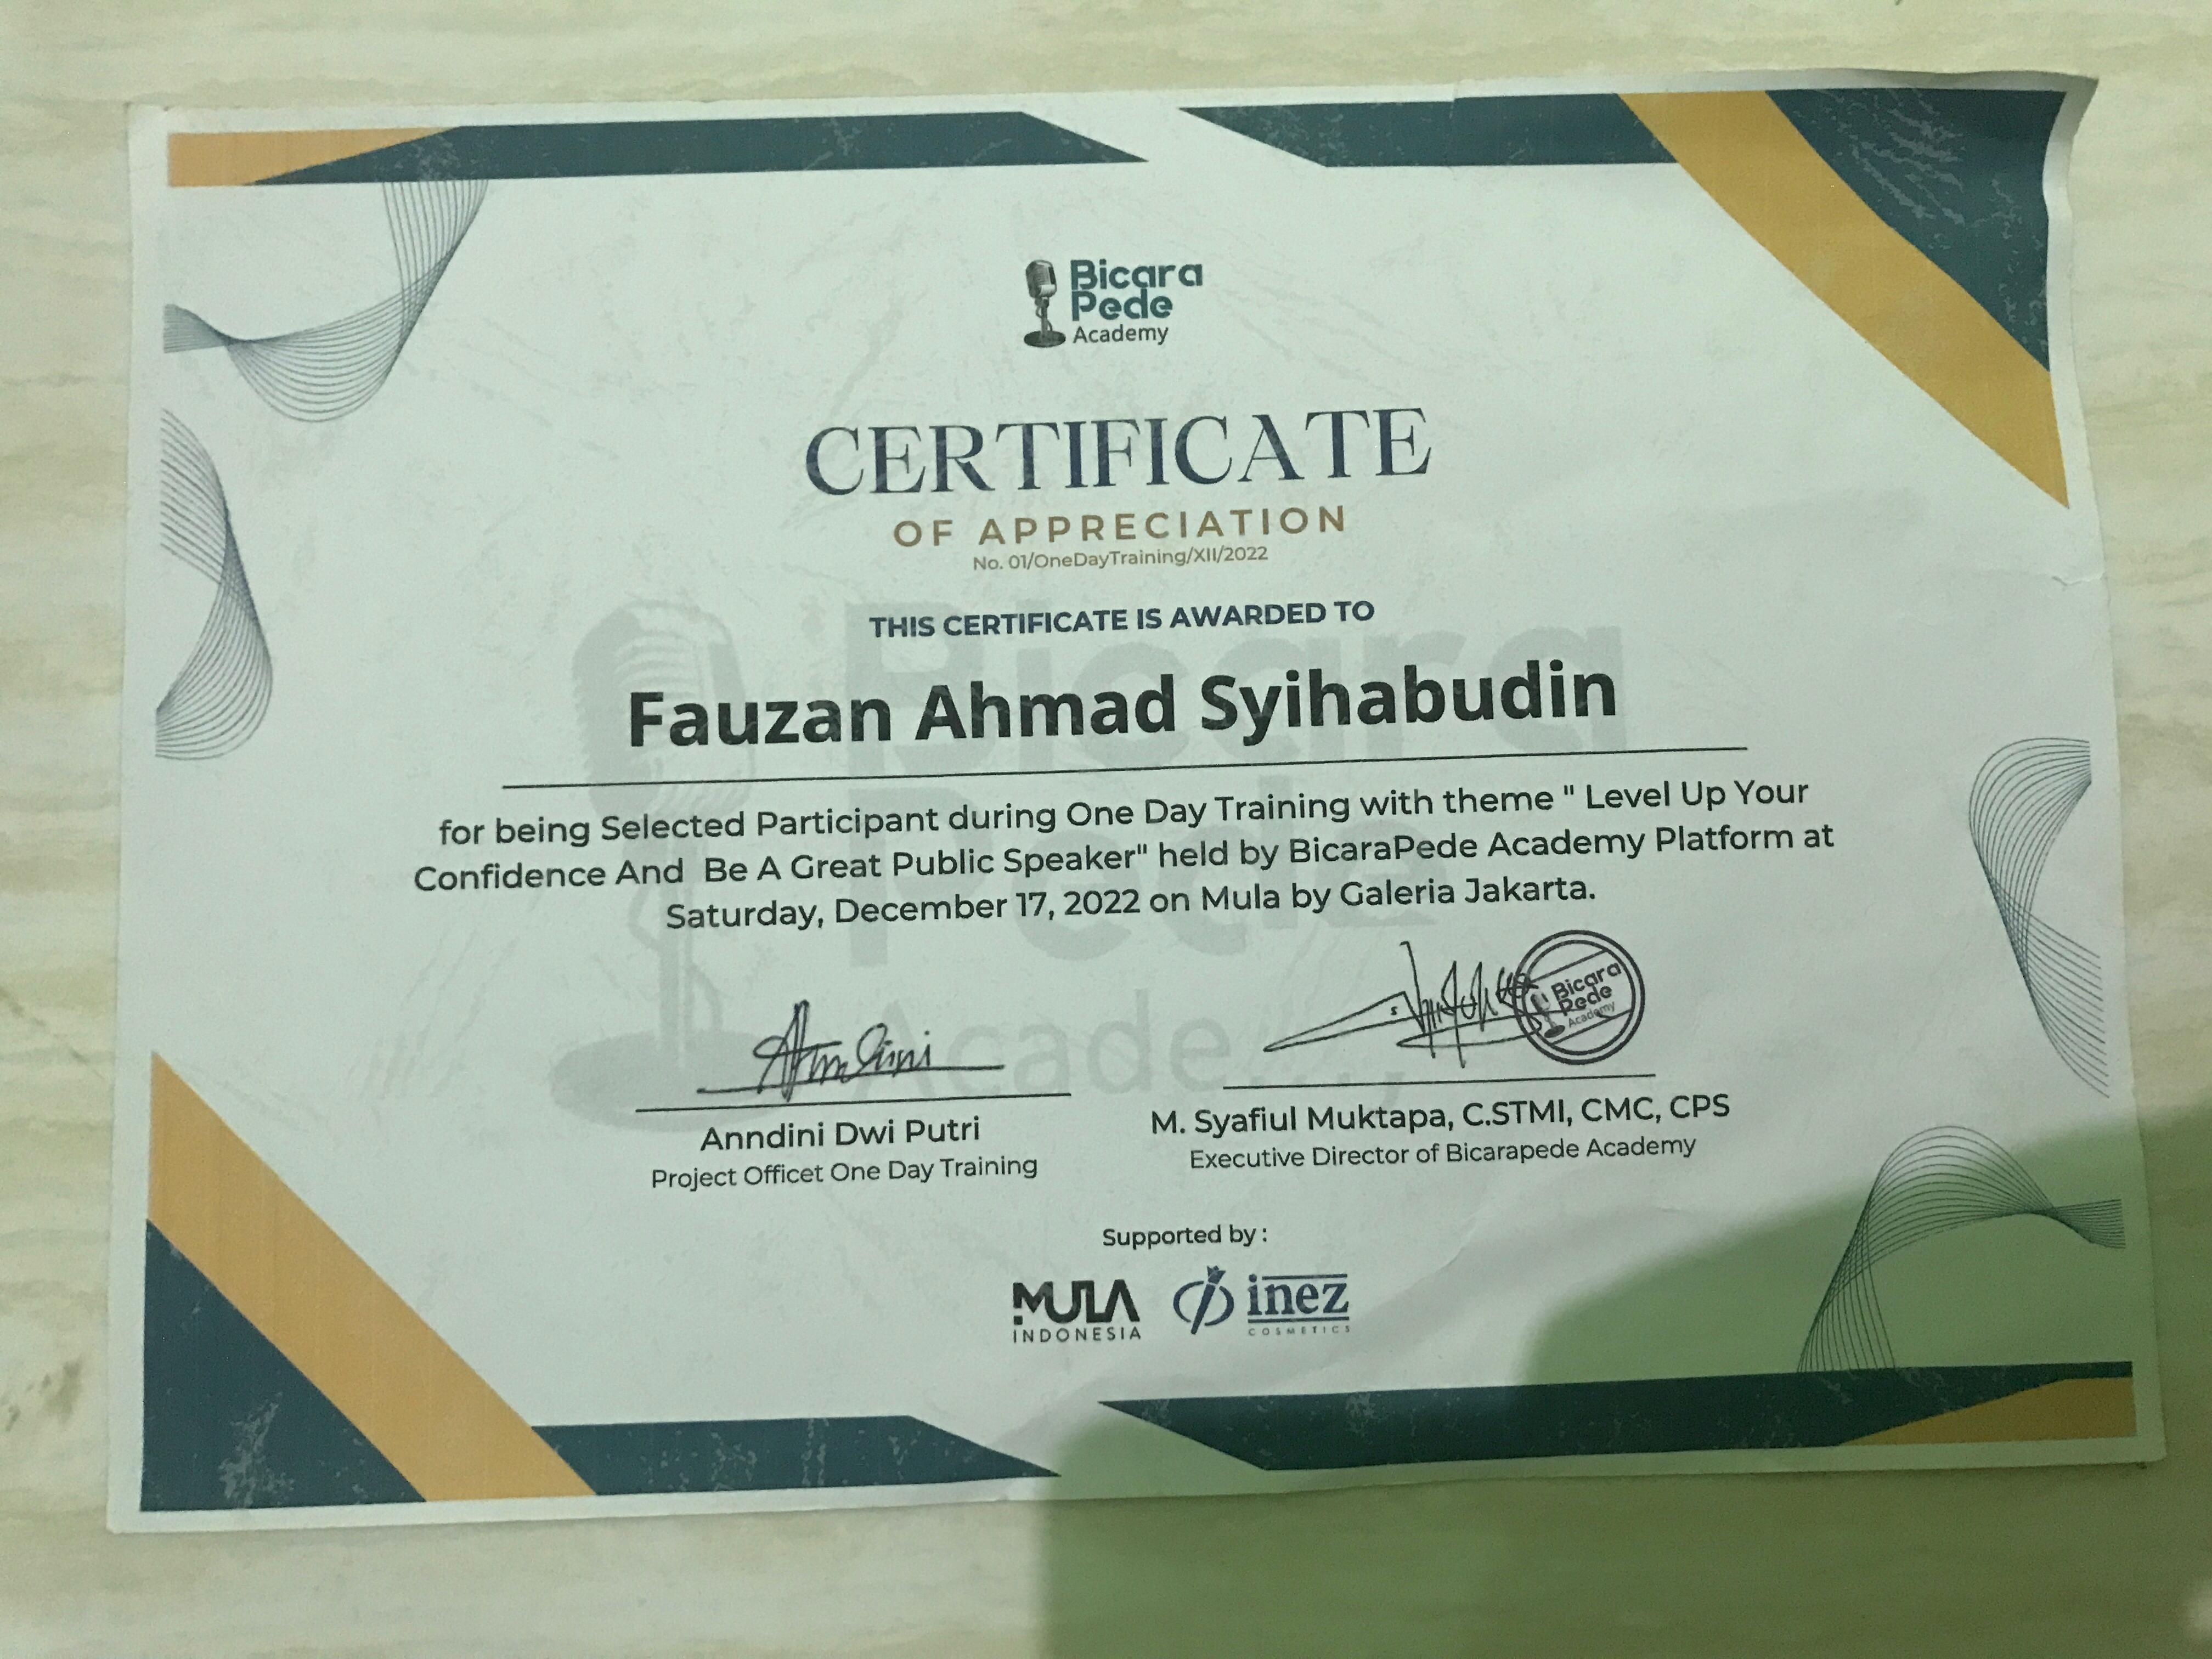 Bicara
Pede
Academy
CERTIFICATE
OF APPRECIATION
No. 01/OneDayTraining/XII/2022
THIS CERTIFICATE IS AWARDED TO
Fauzan Ahmad Syihabudin
for being Selected Participant during One Day Training with theme " Level Up Your
Confidence And Be A Great Public Speaker" held by BicaraPede Academy Platform at
Saturday, December 17, 2022 on Mula by Galeria Jakarta.
Bicara
Pede
Academy
Anndini Dwi Putri
Project Officet One Day Training
M. Syafiul Muktapa, C.STMI, CMC, CPS
Executive Director of Bicarapede Academy
Supported by :
MULA
INDONESIA
inez
COSMETICS